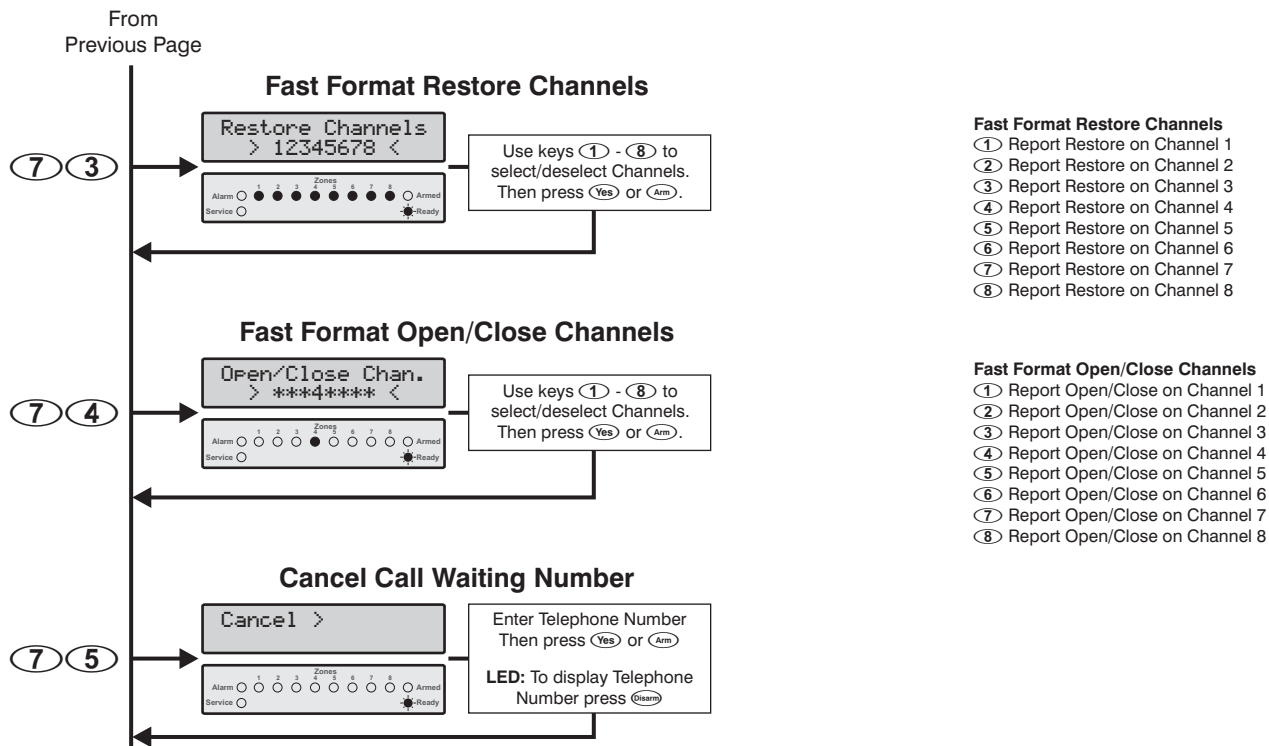 From
Previous Page
Fast Format Restore Channels
7 3
Restore Channels
> 12345678 <
Zones
1 2 3 4 5 6 7 8
Alarm Armed
Service Ready
Use keys 1 - 8 to
select/deselect Channels.
Then press Yes or Arm.
Fast Format Restore Channels
1 Report Restore on Channel 1
2 Report Restore on Channel 2
3 Report Restore on Channel 3
4 Report Restore on Channel 4
5 Report Restore on Channel 5
6 Report Restore on Channel 6
7 Report Restore on Channel 7
8 Report Restore on Channel 8
Fast Format Open/Close Channels
7 4
Open/Close Chan.
> ***4**** <
Zones
1 2 3 4 5 6 7 8
Alarm Armed
Service Ready
Use keys 1 - 8 to
select/deselect Channels.
Then press Yes or Arm.
Fast Format Open/Close Channels
1 Report Open/Close on Channel 1
2 Report Open/Close on Channel 2
3 Report Open/Close on Channel 3
4 Report Open/Close on Channel 4
5 Report Open/Close on Channel 5
6 Report Open/Close on Channel 6
7 Report Open/Close on Channel 7
8 Report Open/Close on Channel 8
Cancel Call Waiting Number
7 5
Cancel >
Zones
1 2 3 4 5 6 7 8
Alarm Armed
Service Ready
Enter Telephone Number
Then press Yes or Arm
LED: To display Telephone
Number press Disarm